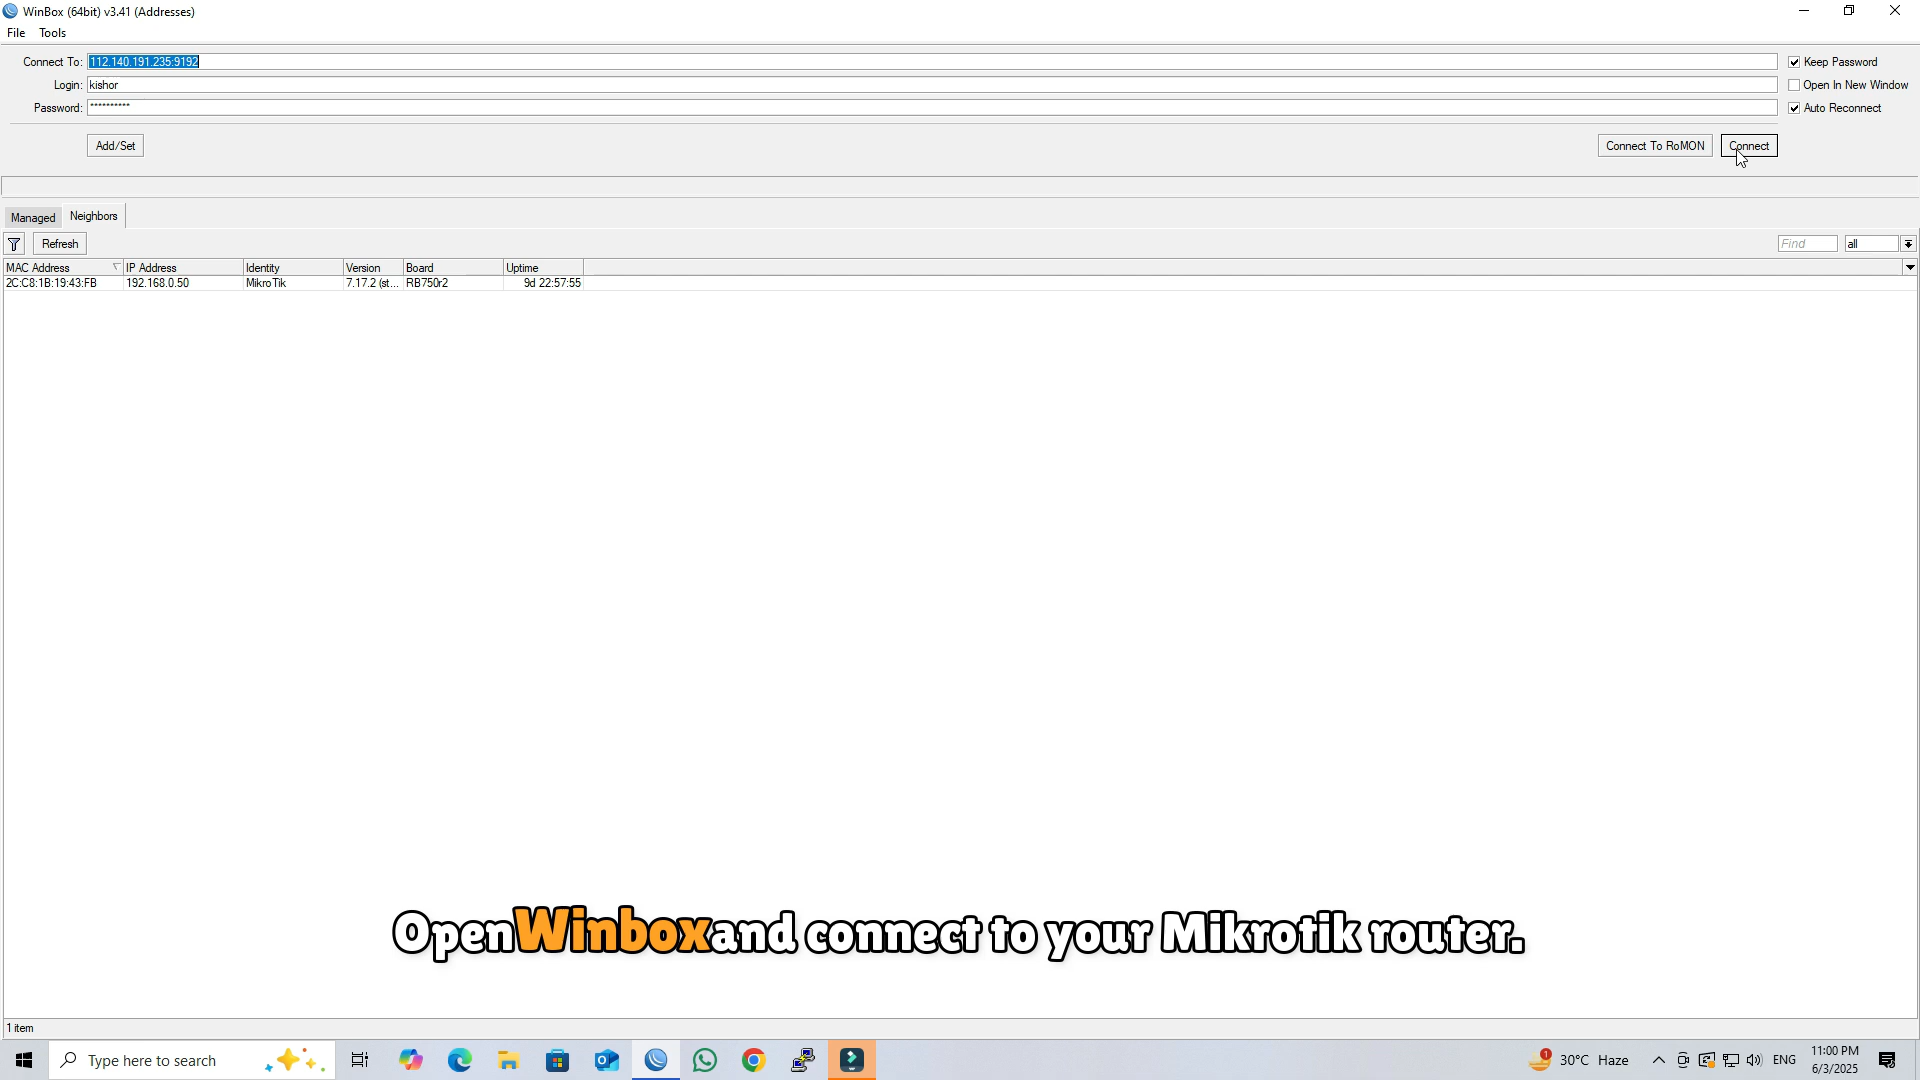 WinBox (64bit) v3.41 (Addresses)
File Tools
Connect To: 112.140.191.235:9192
Keep Password
Login: kishor
Open In New Window
Password: **********
Auto Reconnect
Add/Set
Connect To RoMON
Connect
Managed
Neighbors
Refresh
Find
all
MAC Address IP Address Identity Version Board Uptime
2C:C8:1B:19:43:FB 192.168.0.50 MikroTik 7.17.2 (st... RB750r2 9d 22:57:55
Open Winbox and connect to your Mikrotik router.
1 item
Type here to search
1
30°C Haze
ENG
11:00 PM
6/3/2025